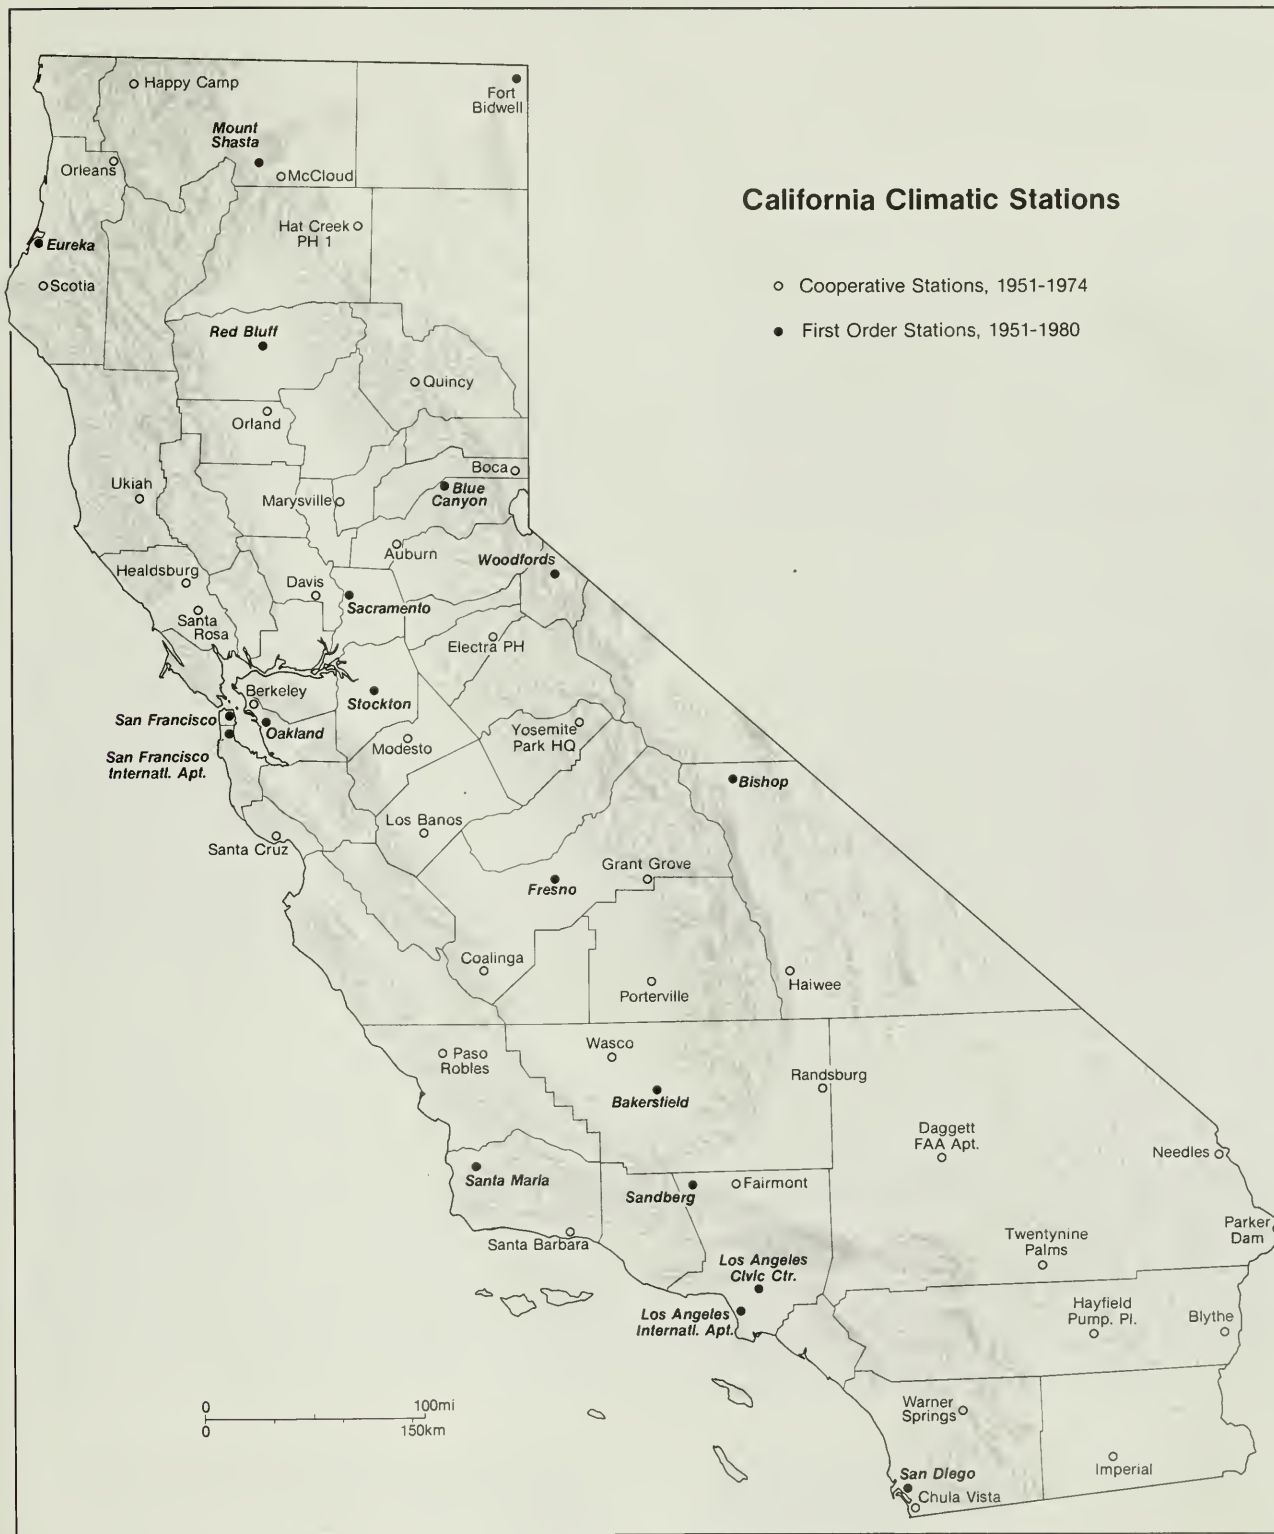 California Climatic Stations
Cooperative Stations, 1951-1974
First Order Stations, 1951-1980
Happy Camp
Fort
Bidwell
Mount
Shasta
Orleans
McCloud
Hat Creek
PH 1
Eureka
Scotia
Red Bluff
Quincy
Orland
Boca
Ukiah
Marysville
Blue
Canyon
Auburn
Woodfords
Healdsburg
Davis
Sacramento
Santa
Rosa
Electra PH
Berkeley
Stockton
San Francisco
Oakland
Modesto
Yosemite
Park HQ
San Francisco
Internatl. Apt.
Bishop
Los Banos
Santa Cruz
Grant Grove
Fresno
Coalinga
Porterville
Haiwee
Paso
Robles
Wasco
Randsburg
Bakersfield
Daggett
FAA Apt.
Needles
Santa Maria
Sandberg
Fairmont
Santa Barbara
Twentynine
Palms
Parker
Dam
Los Angeles
Civic Ctr.
Los Angeles
Internatl. Apt.
Hayfield
Pump. Pl.
Blythe
0 100mi
0 150km
Warner
Springs
Imperial
San Diego
Chula Vista